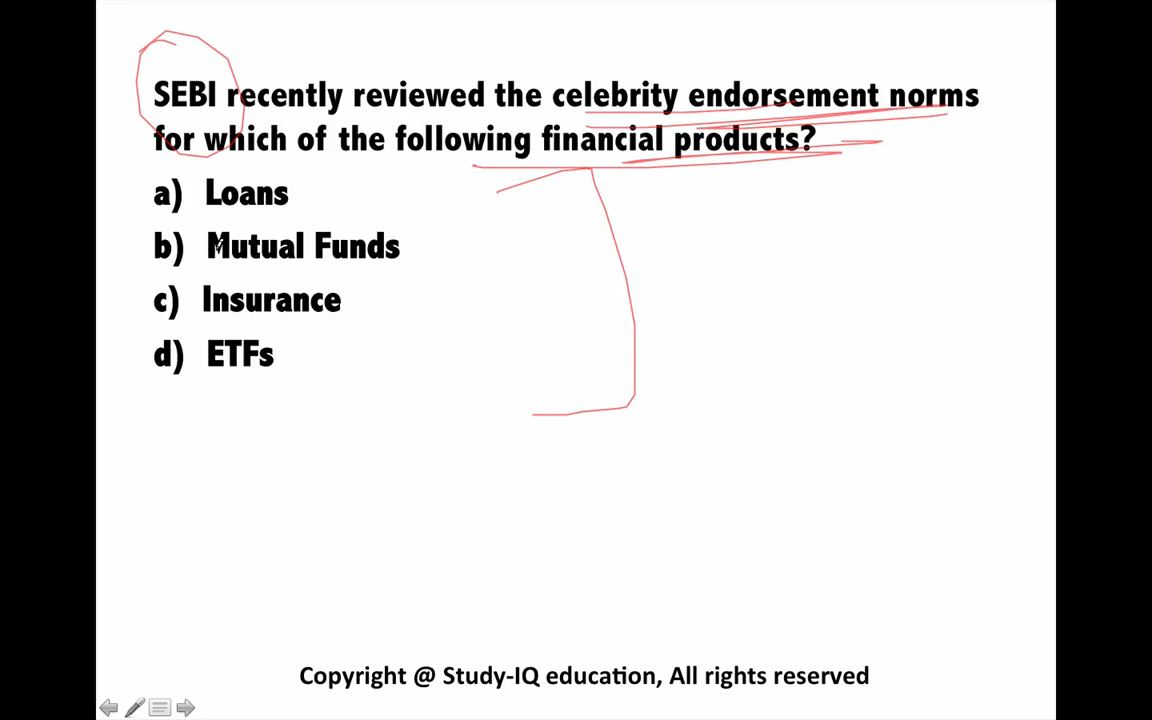 SEBI recently reviewed the celebrity endorsement norms
for which of the following financial products?
a) Loans
b) Mutual Funds
c) Insurance
d) ETFs
Copyright @ Study-IQ education, All rights reserved